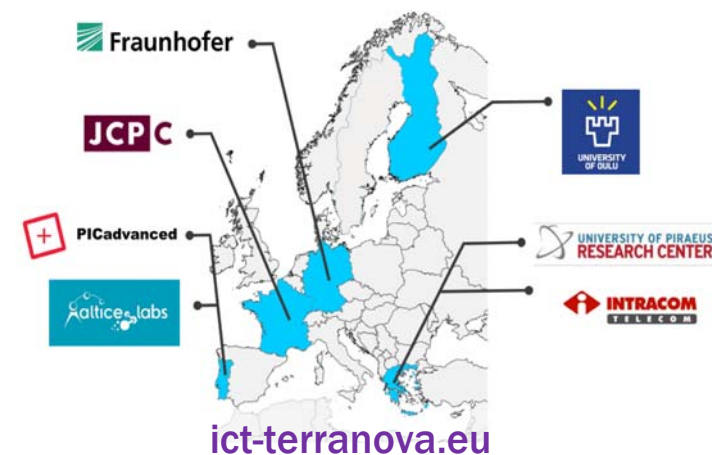 Fraunhofer
JCP C
PICadvanced
altice labs
UNIVERSITY
OF OULU
UNIVERSITY OF PIRAEUS
RESEARCH CENTER
INTRACOM
TELECOM
ict-terranova.eu